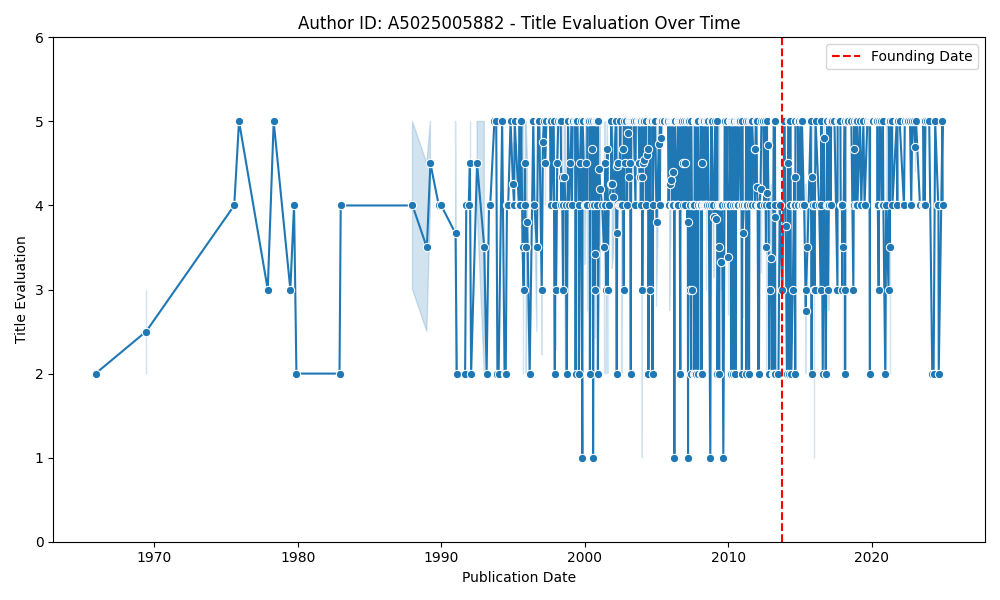 Author ID: A5025005882 - Title Evaluation Over Time
Founding Date
Title Evaluation
6
5
4
3
2
1
0
1970 1980 1990 2000 2010 2020
Publication Date